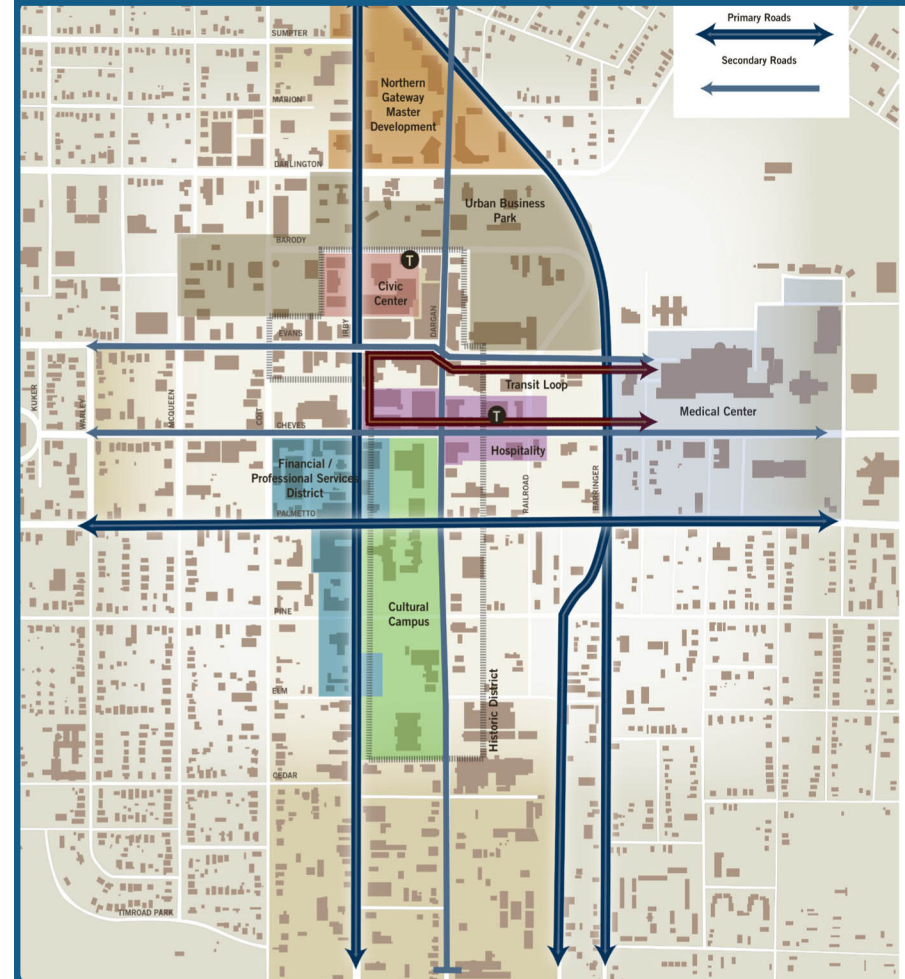 Primary Roads
Secondary Roads
SUMPTER
MARION
DARLINGTON
Northern
Gateway
Master
Development
Urban Business
Park
BARODY
T
Civic
Center
EVANS
IRBY
DARGAN
KUKER
WARLEY
MCQUEEN
COIT
CHEVES
Transit Loop
T
Medical Center
Hospitality
Financial /
Professional Services
District
RAILROAD
BARRINGER
PALMETTO
PINE
Cultural
Campus
ELM
Historic District
CEDAR
TIMROAD PARK